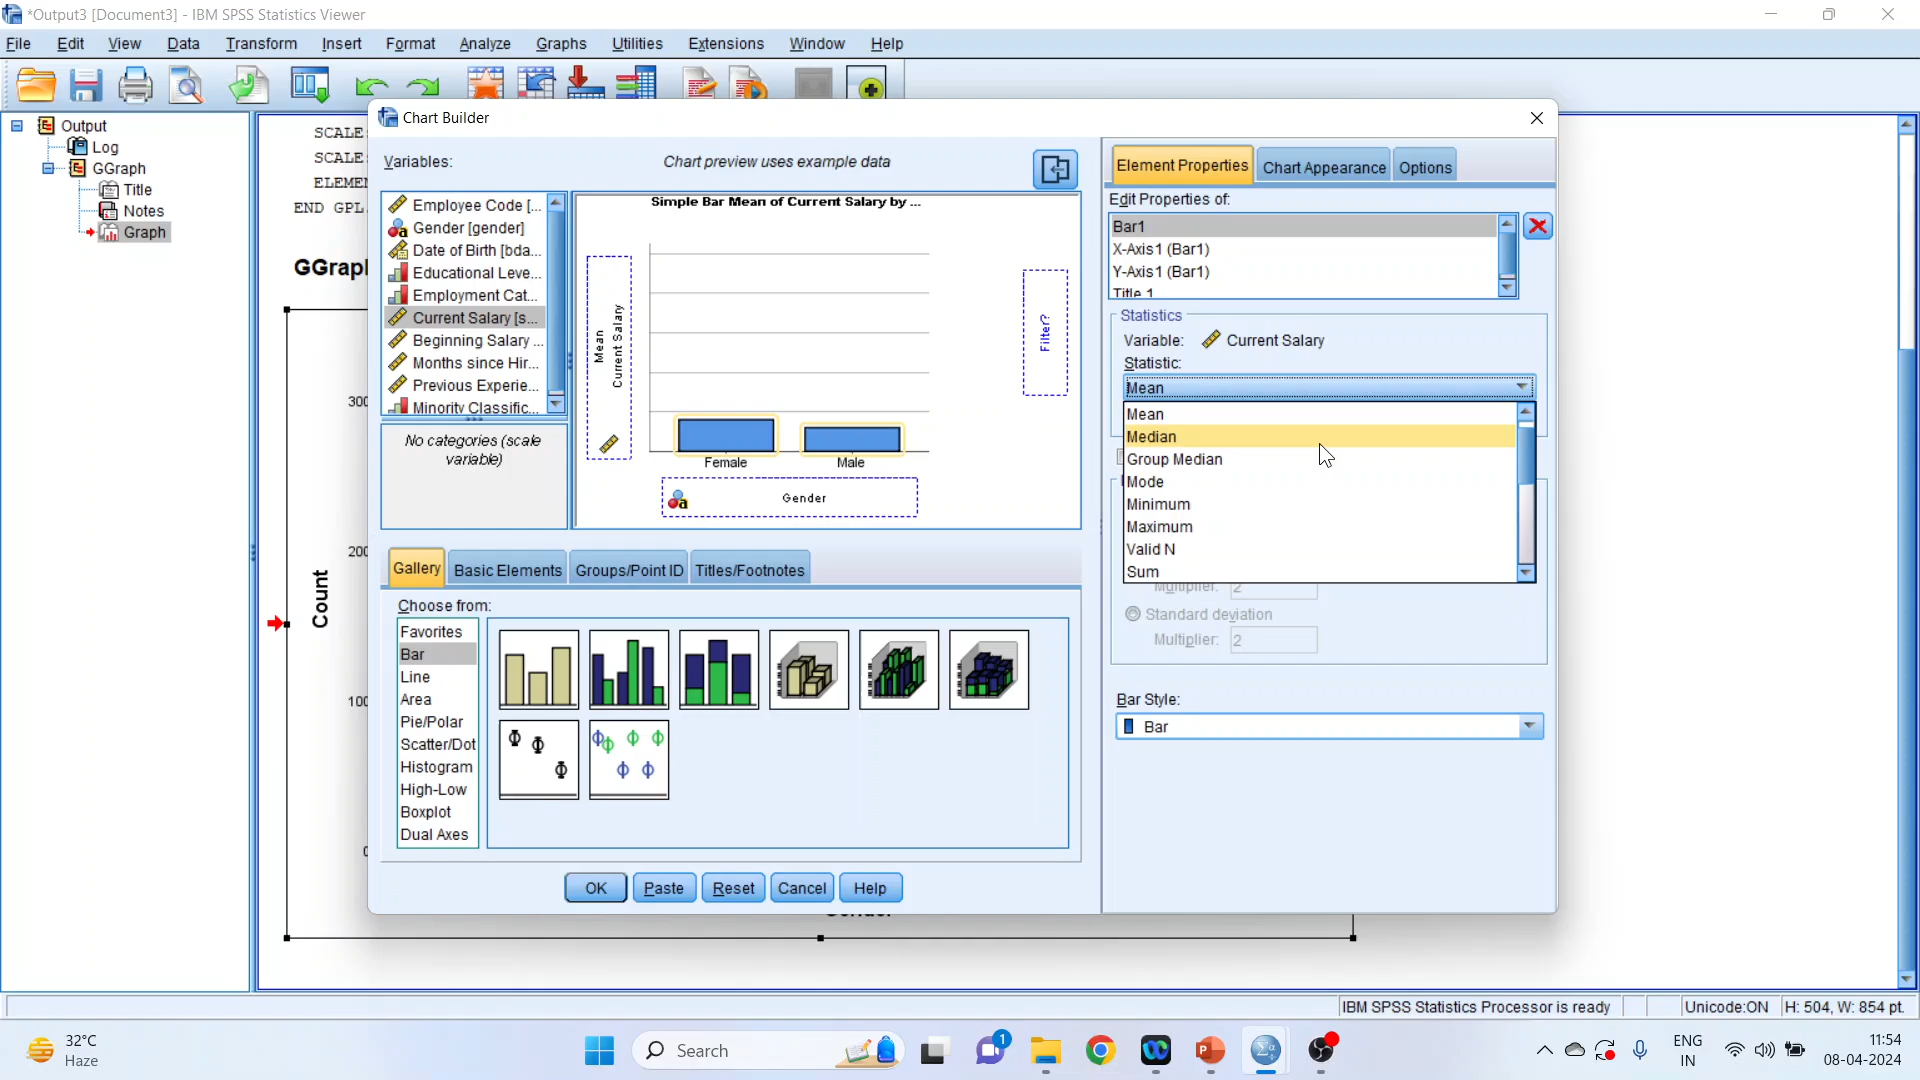 *Output3 [Document3] - IBM SPSS Statistics Viewer
File Edit View Data Transform Insert Format Analyze Graphs Utilities Extensions Window Help
Output
Log
GGraph
Title
Notes
Graph
SCALE:
SCALE:
ELEMEN
END GPL.
GGraph
300
200
100
0
Count
Chart Builder
Variables:
Chart preview uses example data
Employee Code [...
Gender [gender]
Date of Birth [bda...
Educational Leve...
Employment Cat...
Current Salary [s...
Beginning Salary ...
Months since Hir...
Previous Experie...
Minority Classific...
No categories (scale
variable)
Simple Bar Mean of Current Salary by ...
Mean
Current Salary
Filter?
Female Male
Gender
Gallery Basic Elements Groups/Point ID Titles/Footnotes
Choose from:
Favorites
Bar
Line
Area
Pie/Polar
Scatter/Dot
Histogram
High-Low
Boxplot
Dual Axes
OK Paste Reset Cancel Help
Element Properties Chart Appearance Options
Edit Properties of:
Bar1
X-Axis1 (Bar1)
Y-Axis1 (Bar1)
Title 1
Statistics
Variable: Current Salary
Statistic:
Mean
Mean
Median
Group Median
Mode
Minimum
Maximum
Valid N
Sum
Multiplier: 2
Standard deviation
Multiplier: 2
Bar Style:
Bar
IBM SPSS Statistics Processor is ready Unicode:ON H: 504, W: 854 pt.
32°C
Haze
Search
1
ENG
IN
11:54
08-04-2024